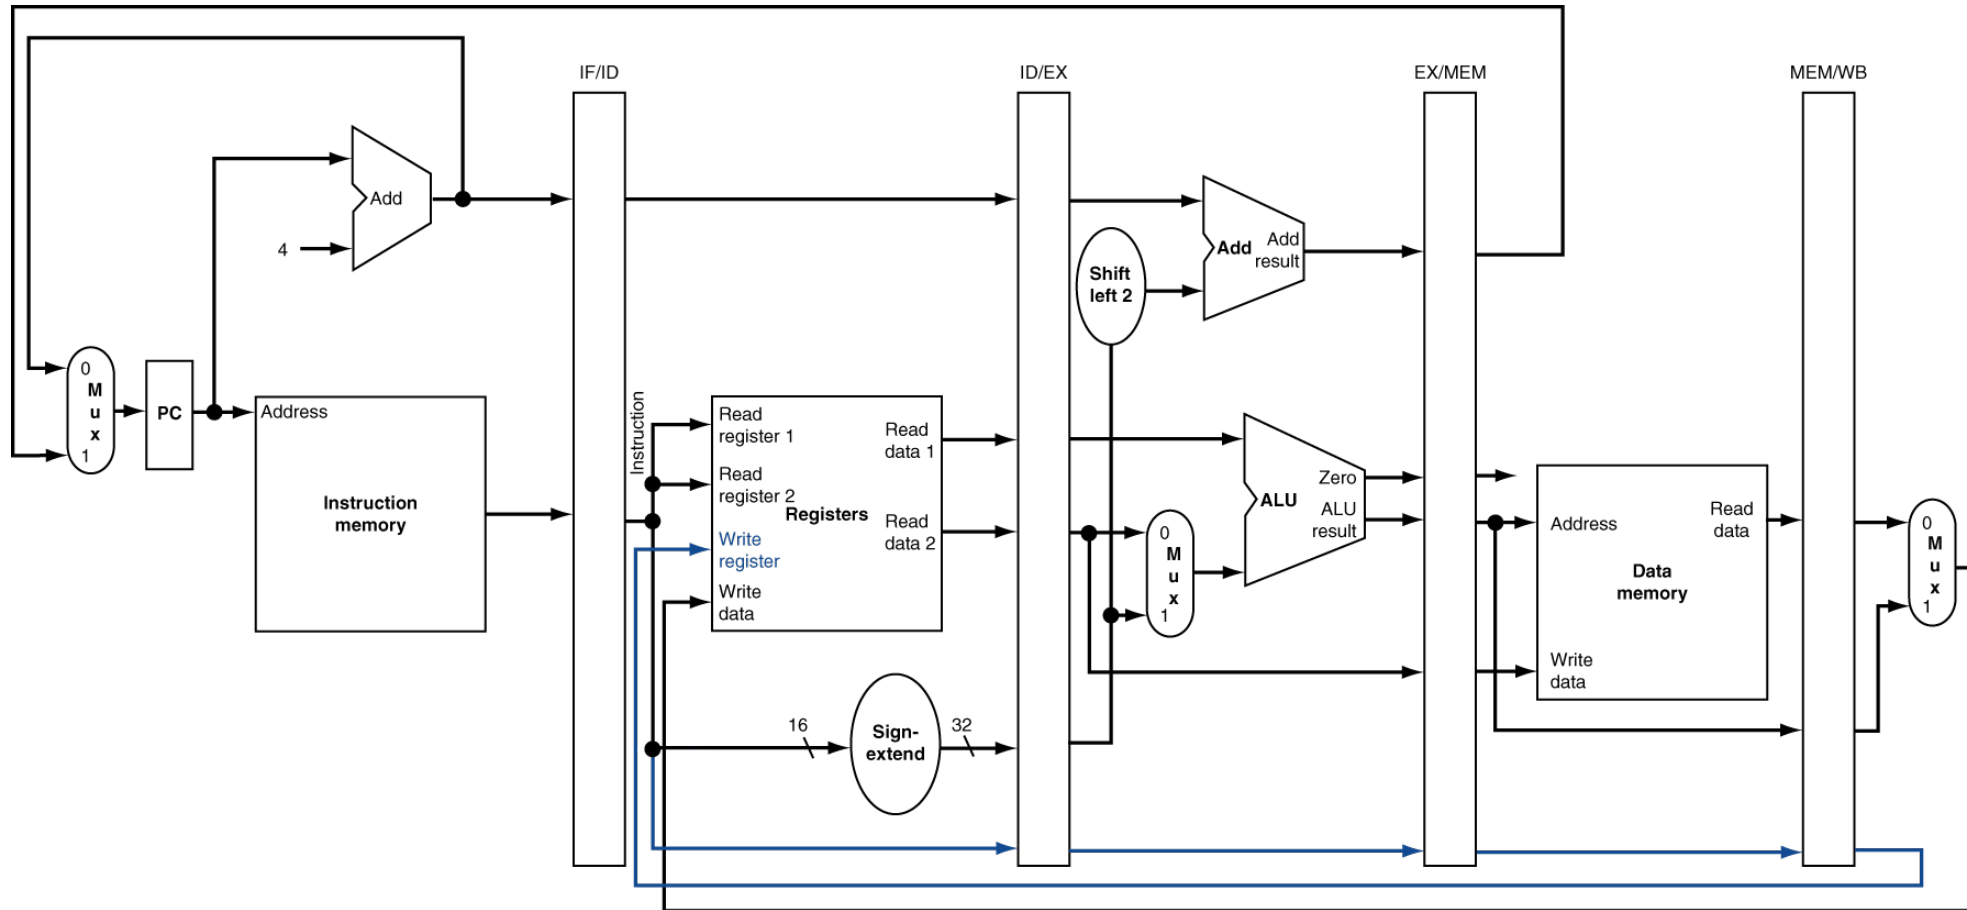 IF/ID
ID/EX
EX/MEM
MEM/WB
Add
4
Add
Add
result
Shift
left 2
0
M
u
x
1
PC
Address
Instruction
memory
Instruction
Read
register 1
Read
register 2
Write
register
Write
data
Registers
Read
data 1
Read
data 2
16
Sign-
extend
32
0
M
u
x
1
ALU
Zero
ALU
result
Address
Read
data
Data
memory
Write
data
0
M
u
x
1